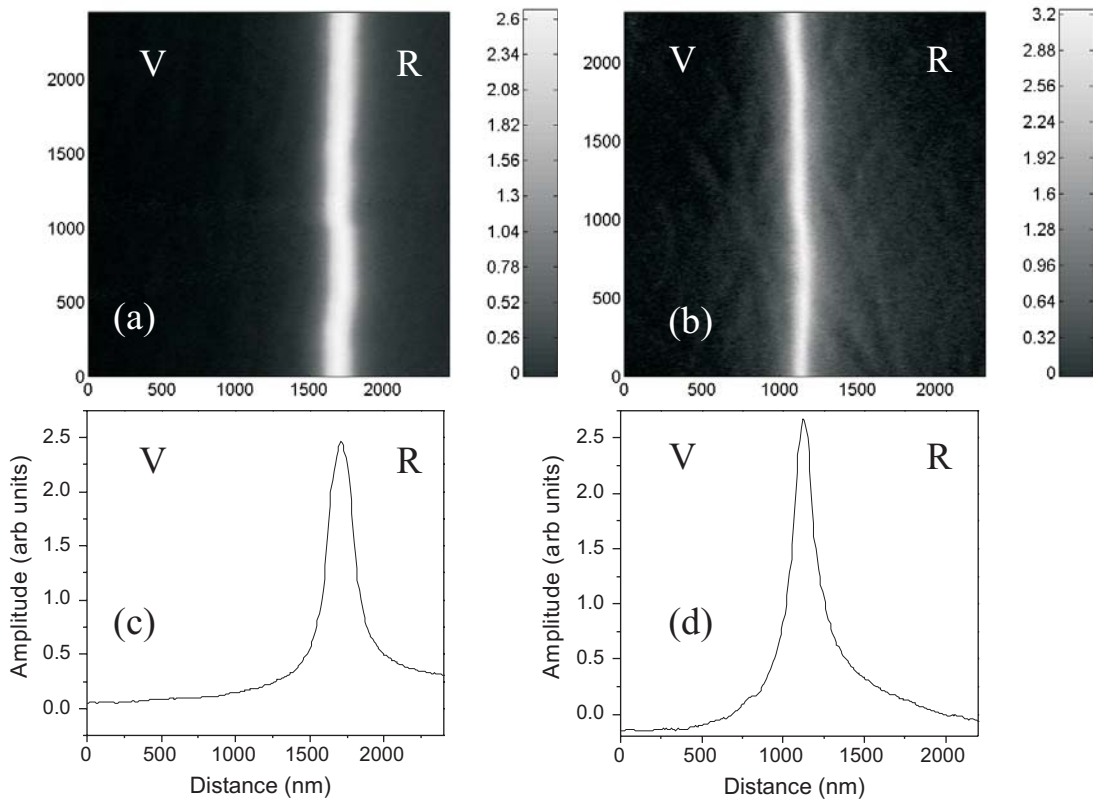 V R
(a)
2000
1500
1000
500
0
0 500 1000 1500 2000
2.6
2.34
2.08
1.82
1.56
1.3
1.04
0.78
0.52
0.26
0
V R
(b)
2000
1500
1000
500
0
0 500 1000 1500 2000
3.2
2.88
2.56
2.24
1.92
1.6
1.28
0.96
0.64
0.32
0
V R
(c)
Amplitude (arb units)
2.5
2.0
1.5
1.0
0.5
0.0
0 500 1000 1500 2000
Distance (nm)
V R
(d)
Amplitude (arb units)
2.5
2.0
1.5
1.0
0.5
0.0
0 500 1000 1500 2000
Distance (nm)